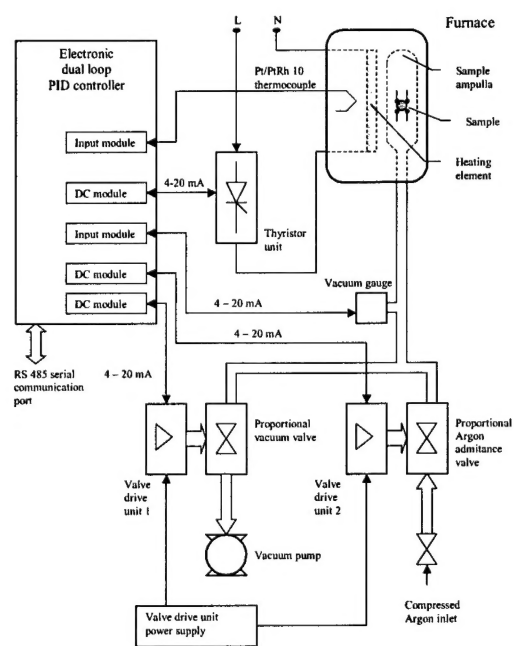 L
N
Furnace
Electronic
dual loop
PID controller
Pt/PtRh 10
thermocouple
Sample
ampulla
Sample
Input module
Heating
element
4-20 mA
DC module
Thyristor
unit
Input module
Vacuum gauge
DC module
4 – 20 mA
DC module
4 – 20 mA
RS 485 serial
communication
port
4 – 20 mA
Proportional
vacuum valve
Proportional
Argon
admitance
valve
Valve drive
unit 1
Valve
drive
unit 2
Vacuum pump
Valve drive unit
power supply
Compressed
Argon inlet